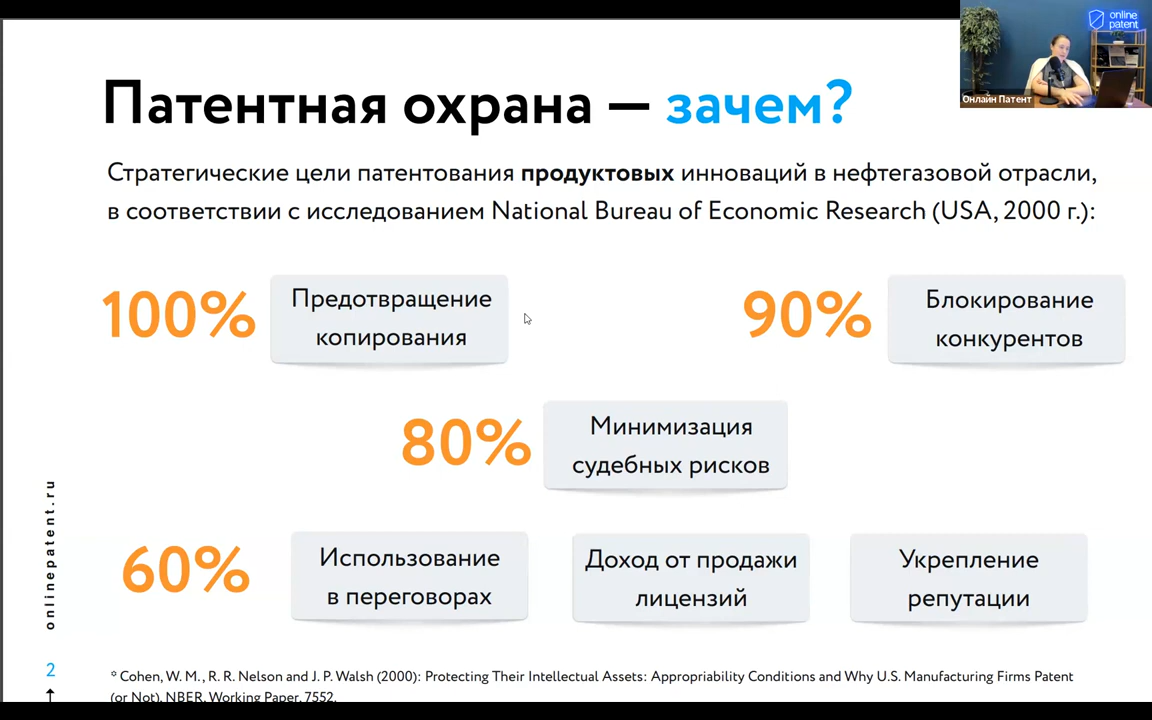 online
patent
Онлайн Патент
Патентная охрана — зачем?
Стратегические цели патентования продуктовых инноваций в нефтегазовой отрасли,
в соответствии с исследованием National Bureau of Economic Research (USA, 2000 г.):
100%
Предотвращение
копирования
90%
Блокирование
конкурентов
80%
Минимизация
судебных рисков
60%
Использование
в переговорах
Доход от продажи
лицензий
Укрепление
репутации
onlinepatent.ru
2
* Cohen, W. M., R. R. Nelson and J. P. Walsh (2000): Protecting Their Intellectual Assets: Appropriability Conditions and Why U.S. Manufacturing Firms Patent
(or Not). NBER. Working Paper. 7552.